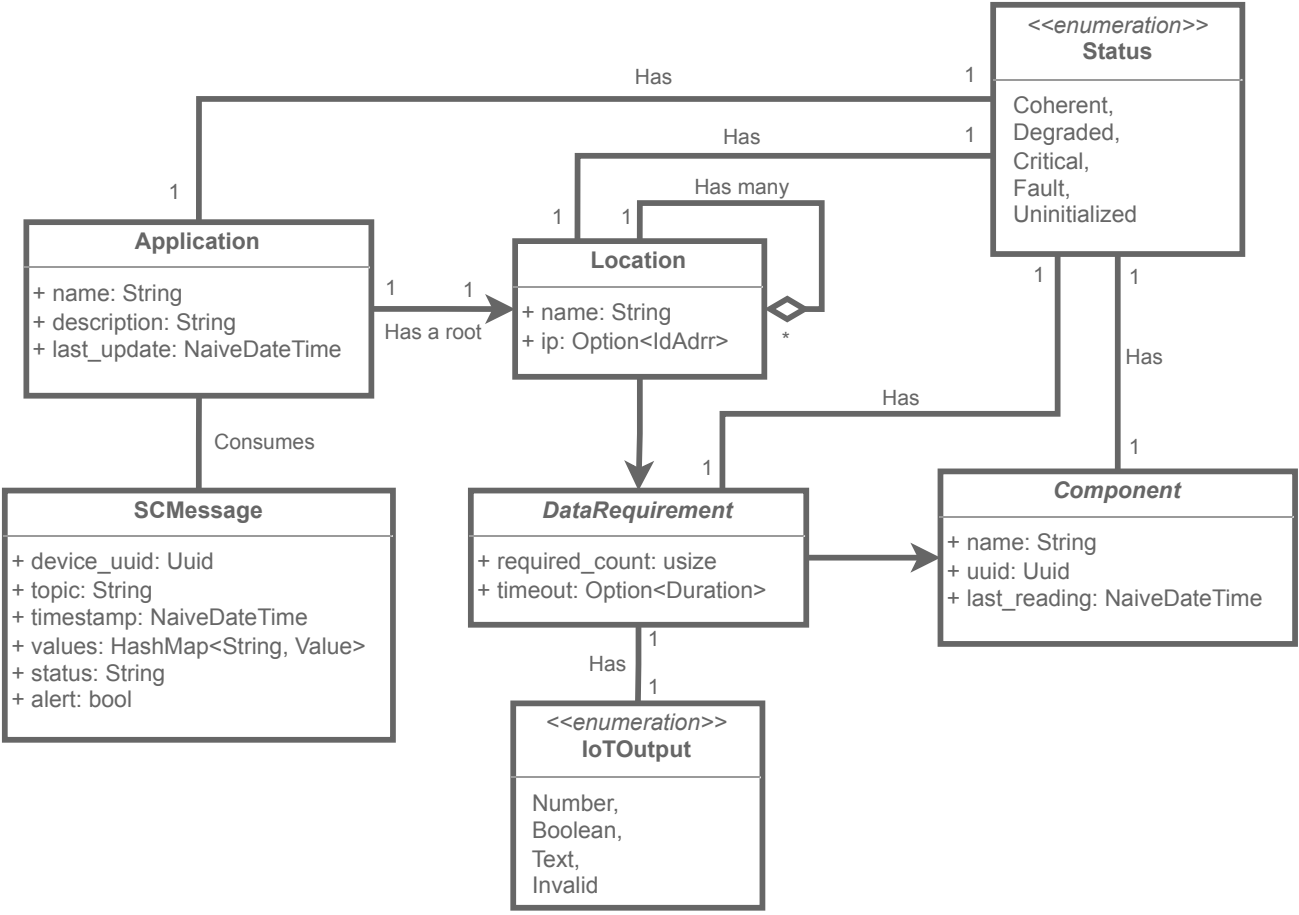 <<enumeration>>
Status
Coherent,
Degraded,
Critical,
Fault,
Uninitialized
Has
1
1
Has
1
1
Has many
1
*
Application
+ name: String
+ description: String
+ last_update: NaiveDateTime
1
1
Has a root
Location
+ name: String
+ ip: Option<IdAdrr>
1
1
Has
Has
1
1
Consumes
SCMessage
+ device_uuid: Uuid
+ topic: String
+ timestamp: NaiveDateTime
+ values: HashMap<String, Value>
+ status: String
+ alert: bool
DataRequirement
+ required_count: usize
+ timeout: Option<Duration>
Component
+ name: String
+ uuid: Uuid
+ last_reading: NaiveDateTime
1
Has
1
<<enumeration>>
IoTOutput
Number,
Boolean,
Text,
Invalid